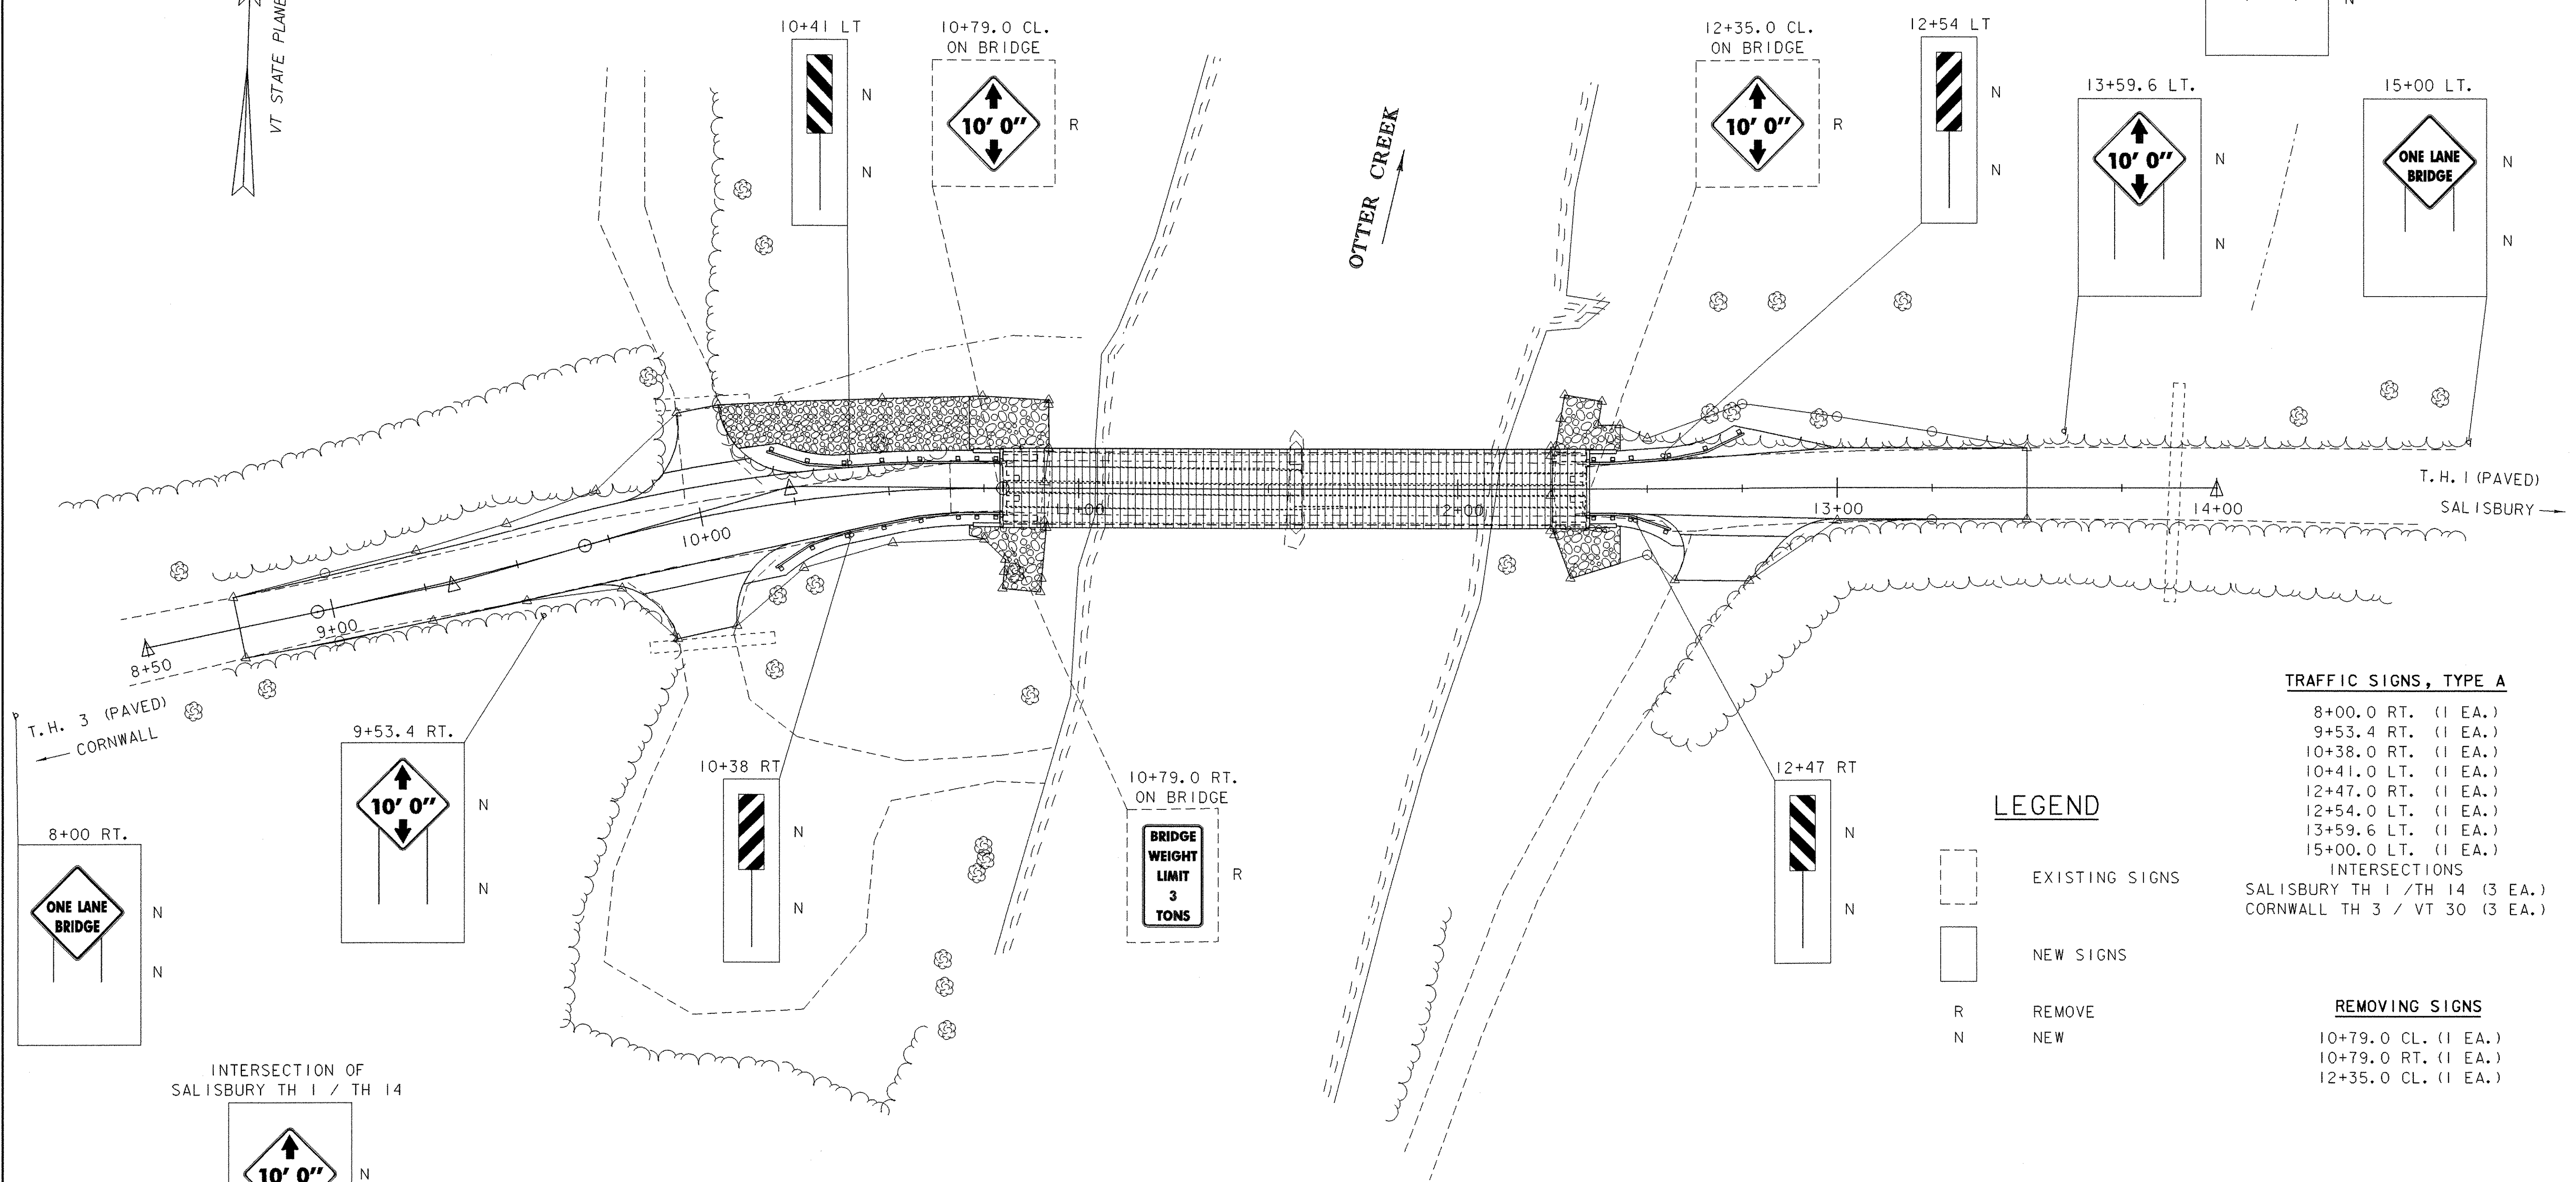 VT STATE PLANE
10+41 LT
N
N
10+79.0 CL.
ON BRIDGE
10' 0"
R
OTTER CREEK
12+35.0 CL.
ON BRIDGE
10' 0"
R
12+54 LT
N
N
N
13+59.6 LT.
10' 0"
N
N
15+00 LT.
ONE LANE
BRIDGE
N
N
8+50
9+00
10+00
11+00
12+00
13+00
14+00
T.H. 1 (PAVED)
SALISBURY
T.H. 3 (PAVED)
CORNWALL
8+00 RT.
ONE LANE
BRIDGE
N
N
9+53.4 RT.
10' 0"
N
N
10+38 RT
N
N
10+79.0 RT.
ON BRIDGE
BRIDGE
WEIGHT
LIMIT
3
TONS
R
12+47 RT
N
N
INTERSECTION OF
SALISBURY TH 1 / TH 14
10' 0"
N
LEGEND
EXISTING SIGNS
NEW SIGNS
R REMOVE
N NEW
TRAFFIC SIGNS, TYPE A
8+00.0 RT. (1 EA.)
9+53.4 RT. (1 EA.)
10+38.0 RT. (1 EA.)
10+41.0 LT. (1 EA.)
12+47.0 RT. (1 EA.)
12+54.0 LT. (1 EA.)
13+59.6 LT. (1 EA.)
15+00.0 LT. (1 EA.)
INTERSECTIONS
SALISBURY TH 1 /TH 14 (3 EA.)
CORNWALL TH 3 / VT 30 (3 EA.)
REMOVING SIGNS
10+79.0 CL. (1 EA.)
10+79.0 RT. (1 EA.)
12+35.0 CL. (1 EA.)